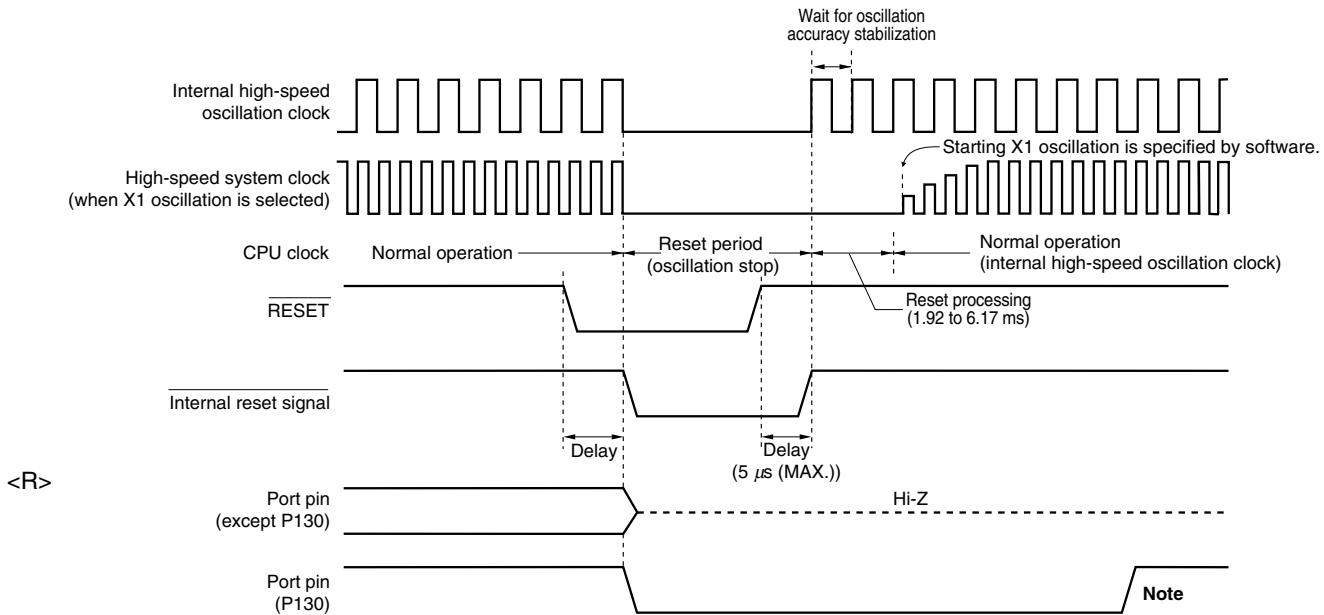 Wait for oscillation
accuracy stabilization
Internal high-speed
oscillation clock
Starting X1 oscillation is specified by software.
High-speed system clock
(when X1 oscillation is selected)
CPU clock
Normal operation
Reset period
(oscillation stop)
Normal operation
(internal high-speed oscillation clock)
Reset processing
(1.92 to 6.17 ms)
RESET
Internal reset signal
Delay
Delay
(5 μs (MAX.))
<R>
Port pin
(except P130)
Hi-Z
Port pin
(P130)
Note